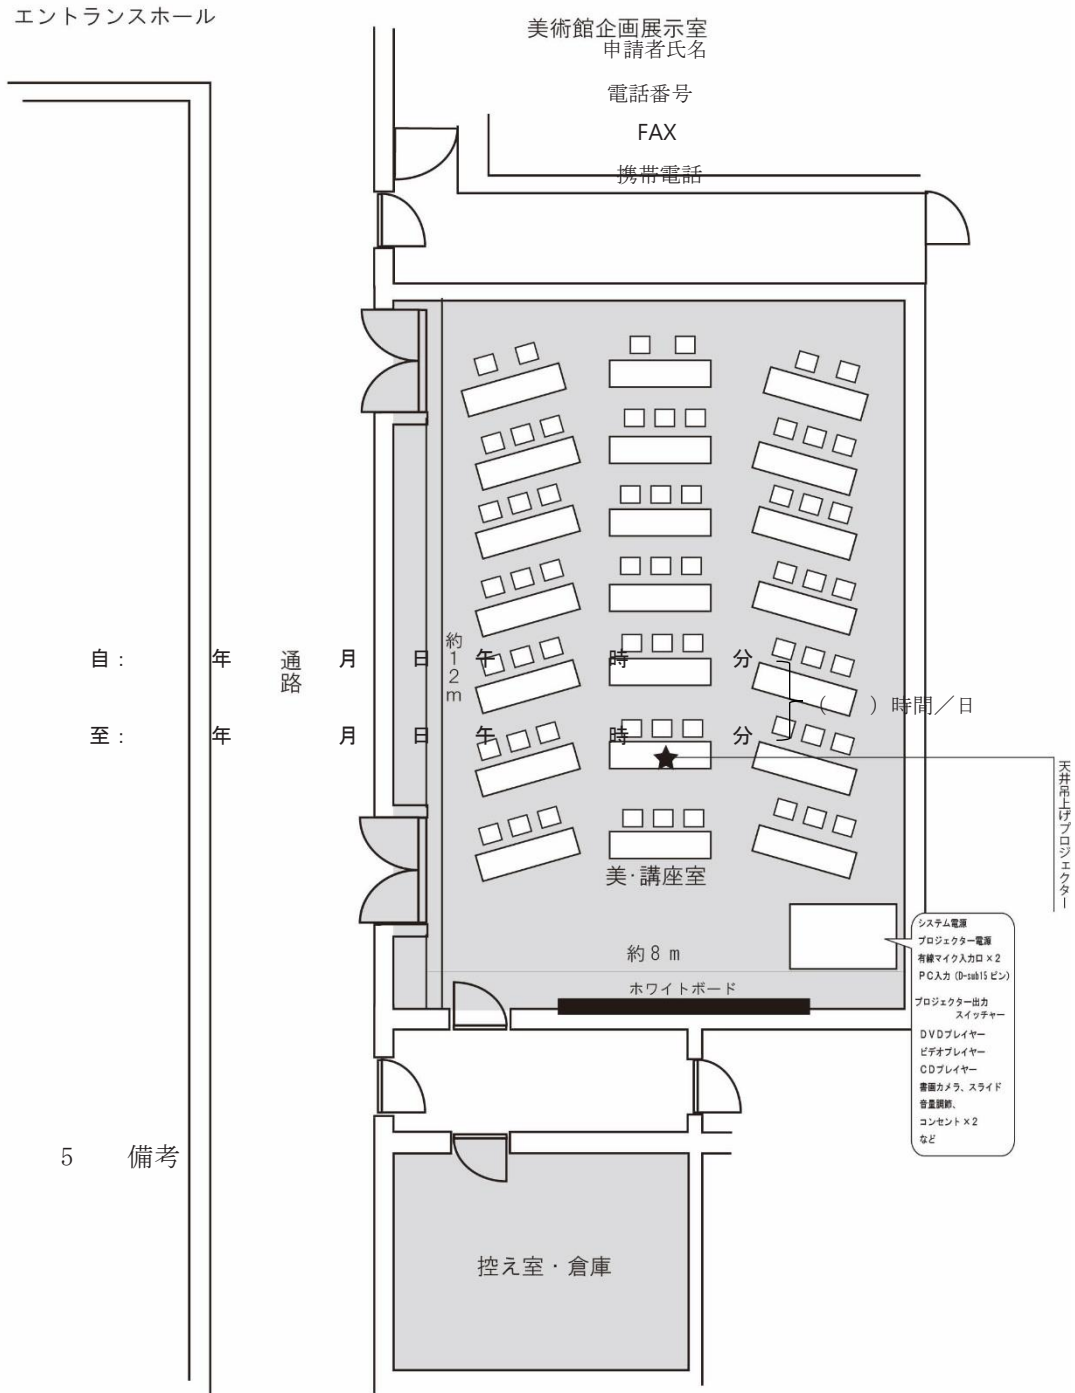 エントランスホール
美術館企画展示室
申請者氏名
電話番号
FAX
携帯電話
約12m
通路
自： 年 月 日 午 時 分
（ ）時間／日
至： 年 月 日 午 時 分
天井吊上げプロジェクター
美・講座室
約8m
ホワイトボード
システム電源
プロジェクター電源
有線マイク入力口×2
PC入力（D-sub15ピン）
プロジェクター出力
スイッチャー
DVDプレイヤー
ビデオプレイヤー
CDプレイヤー
書画カメラ、スライド
音量調節、
コンセント×2
など
5 備考
控え室・倉庫